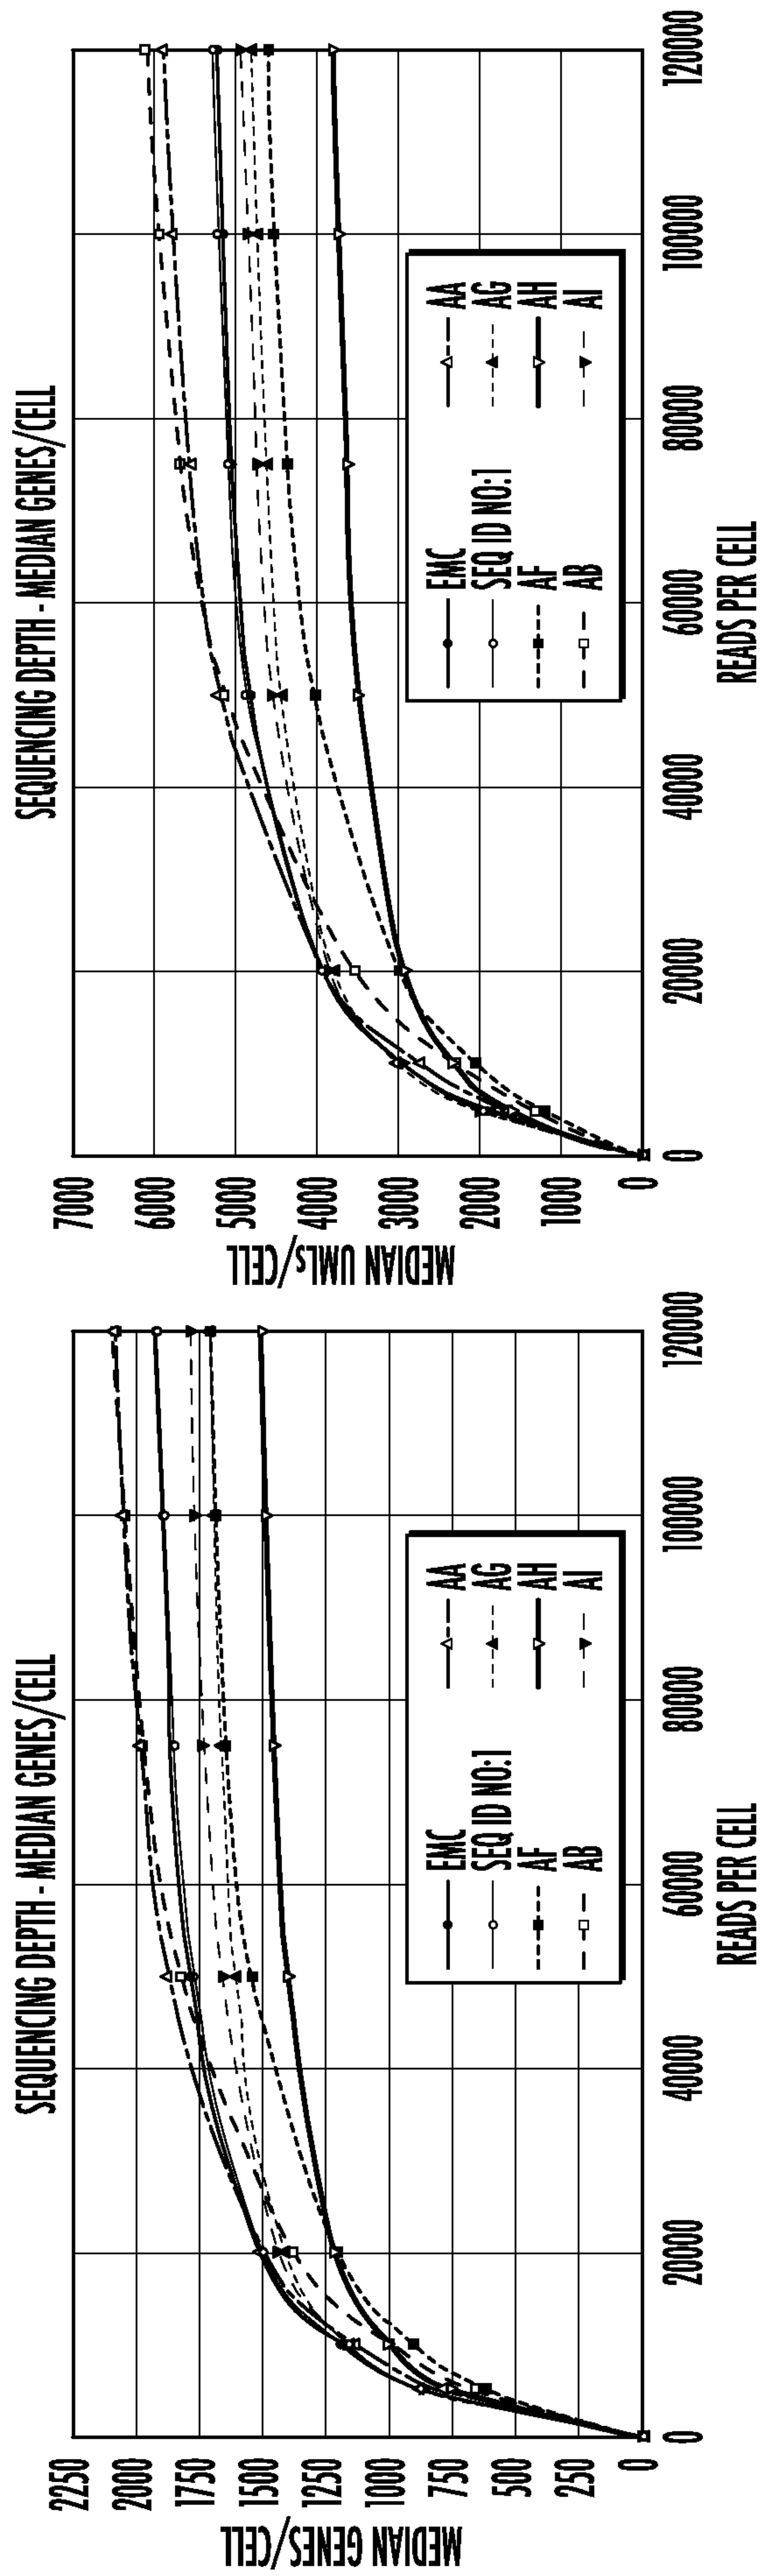 SEQUENCING DEPTH - MEDIAN GENES/CELL
MEDIAN GENES/CELL
2250
2000
1750
1500
1250
1000
750
500
250
0
0
20000
40000
60000
80000
100000
120000
READS PER CELL
EMC
SEQ ID NO:1
AF
AB
AA
AG
AH
AI
SEQUENCING DEPTH - MEDIAN GENES/CELL
MEDIAN UMLs/CELL
7000
6000
5000
4000
3000
2000
1000
0
0
20000
40000
60000
80000
100000
120000
READS PER CELL
EMC
SEQ ID NO:1
AF
AB
AA
AG
AH
AI